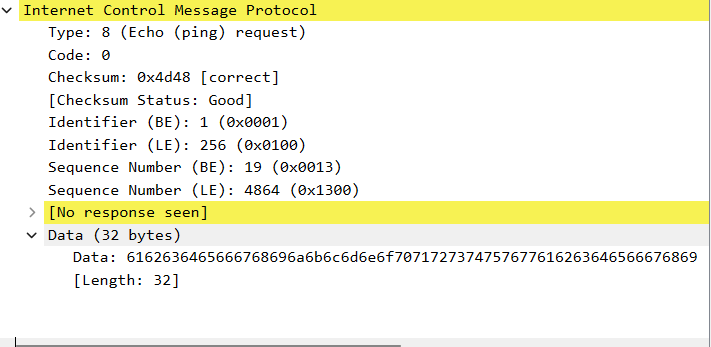 Internet Control Message Protocol
Type: 8 (Echo (ping) request)
Code: 0
Checksum: 0x4d48 [correct]
[Checksum Status: Good]
Identifier (BE): 1 (0x0001)
Identifier (LE): 256 (0x0100)
Sequence Number (BE): 19 (0x0013)
Sequence Number (LE): 4864 (0x1300)
[No response seen]
Data (32 bytes)
Data: 6162636465666768696a6b6c6d6e6f7071727374757677616263646566676869
[Length: 32]